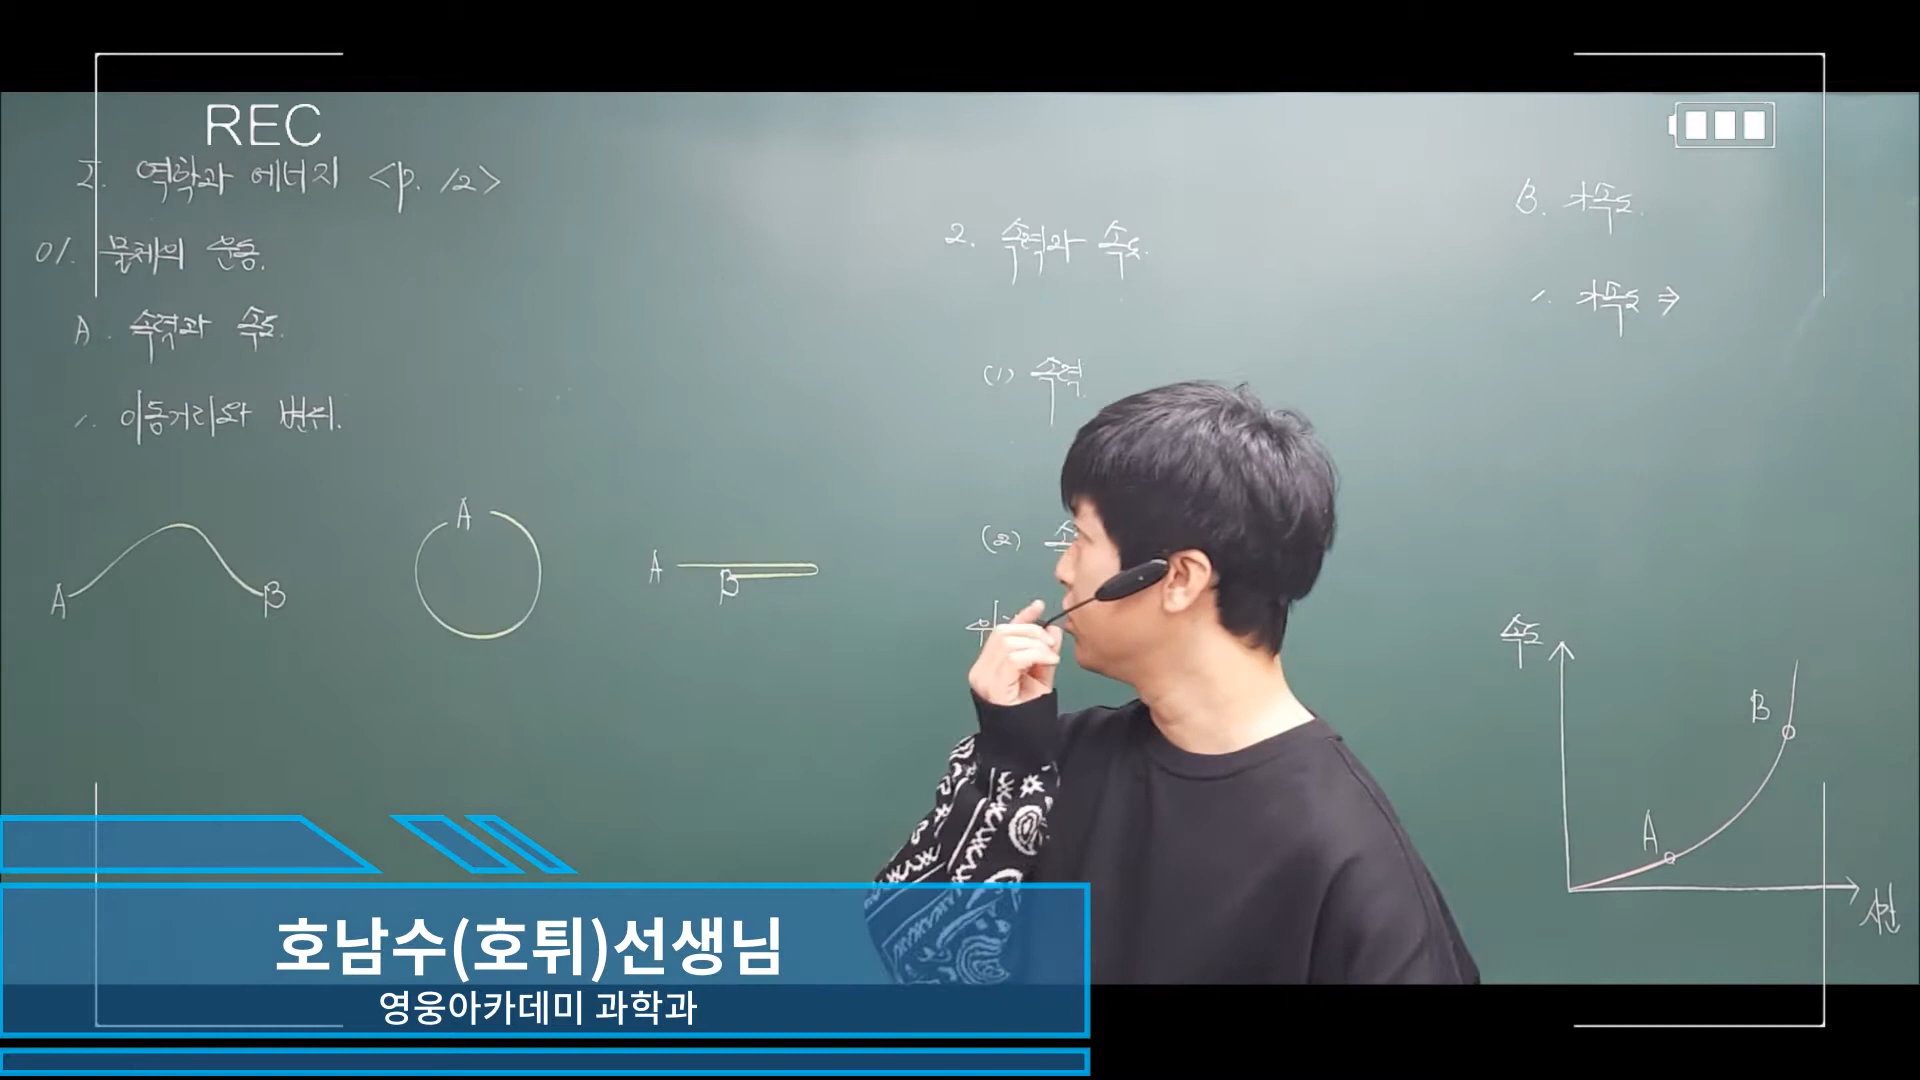 REC
I. 역학과 에너지 <p. 12>
01. 물체의 운동.
A. 속력과 속도.
1. 이동거리와 변위.
A
B
A
A
B
2. 속력과 속도.
(1) 속력
(2) 속
위
B. 가속도.
1. 가속도 ⇒
속도
B
A
시간
호남수(호튀)선생님
영웅아카데미 과학과